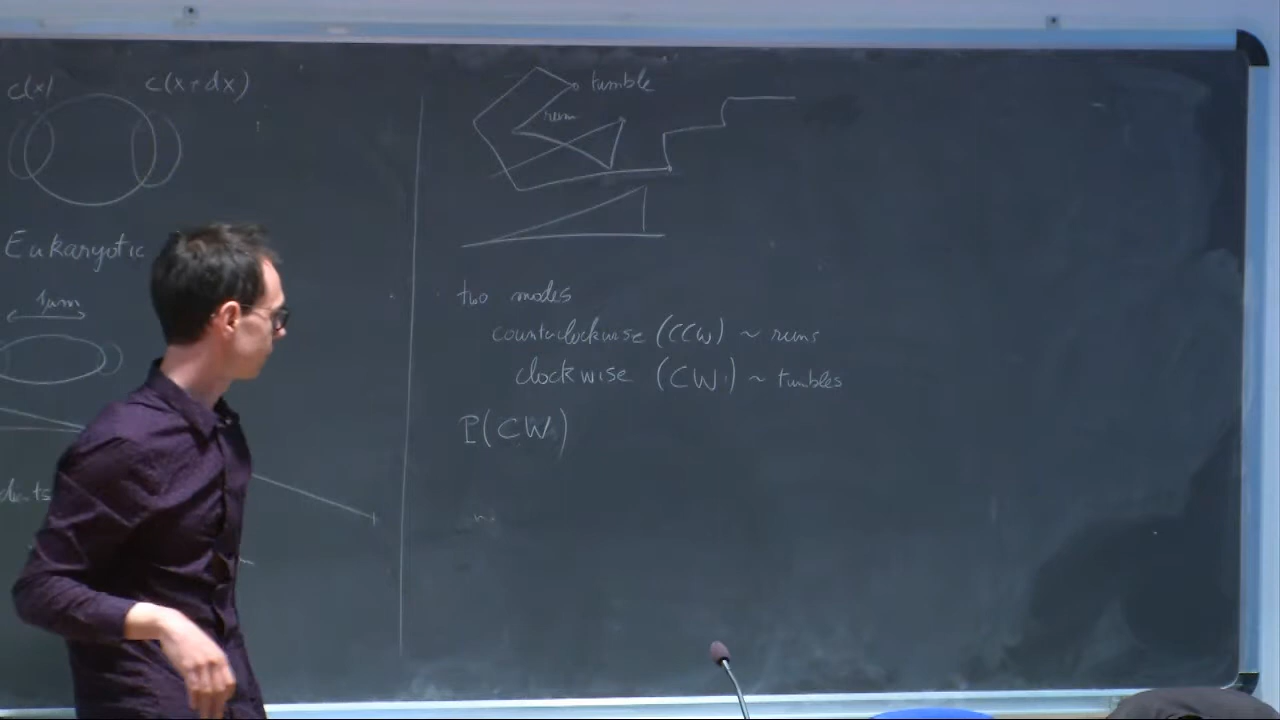 c(x) c(x+dx)
Eukaryotic
1μm
tumble
run
two modes
counterclockwise (CCW) ~ runs
clockwise (CW) ~ tumbles
P(CW)